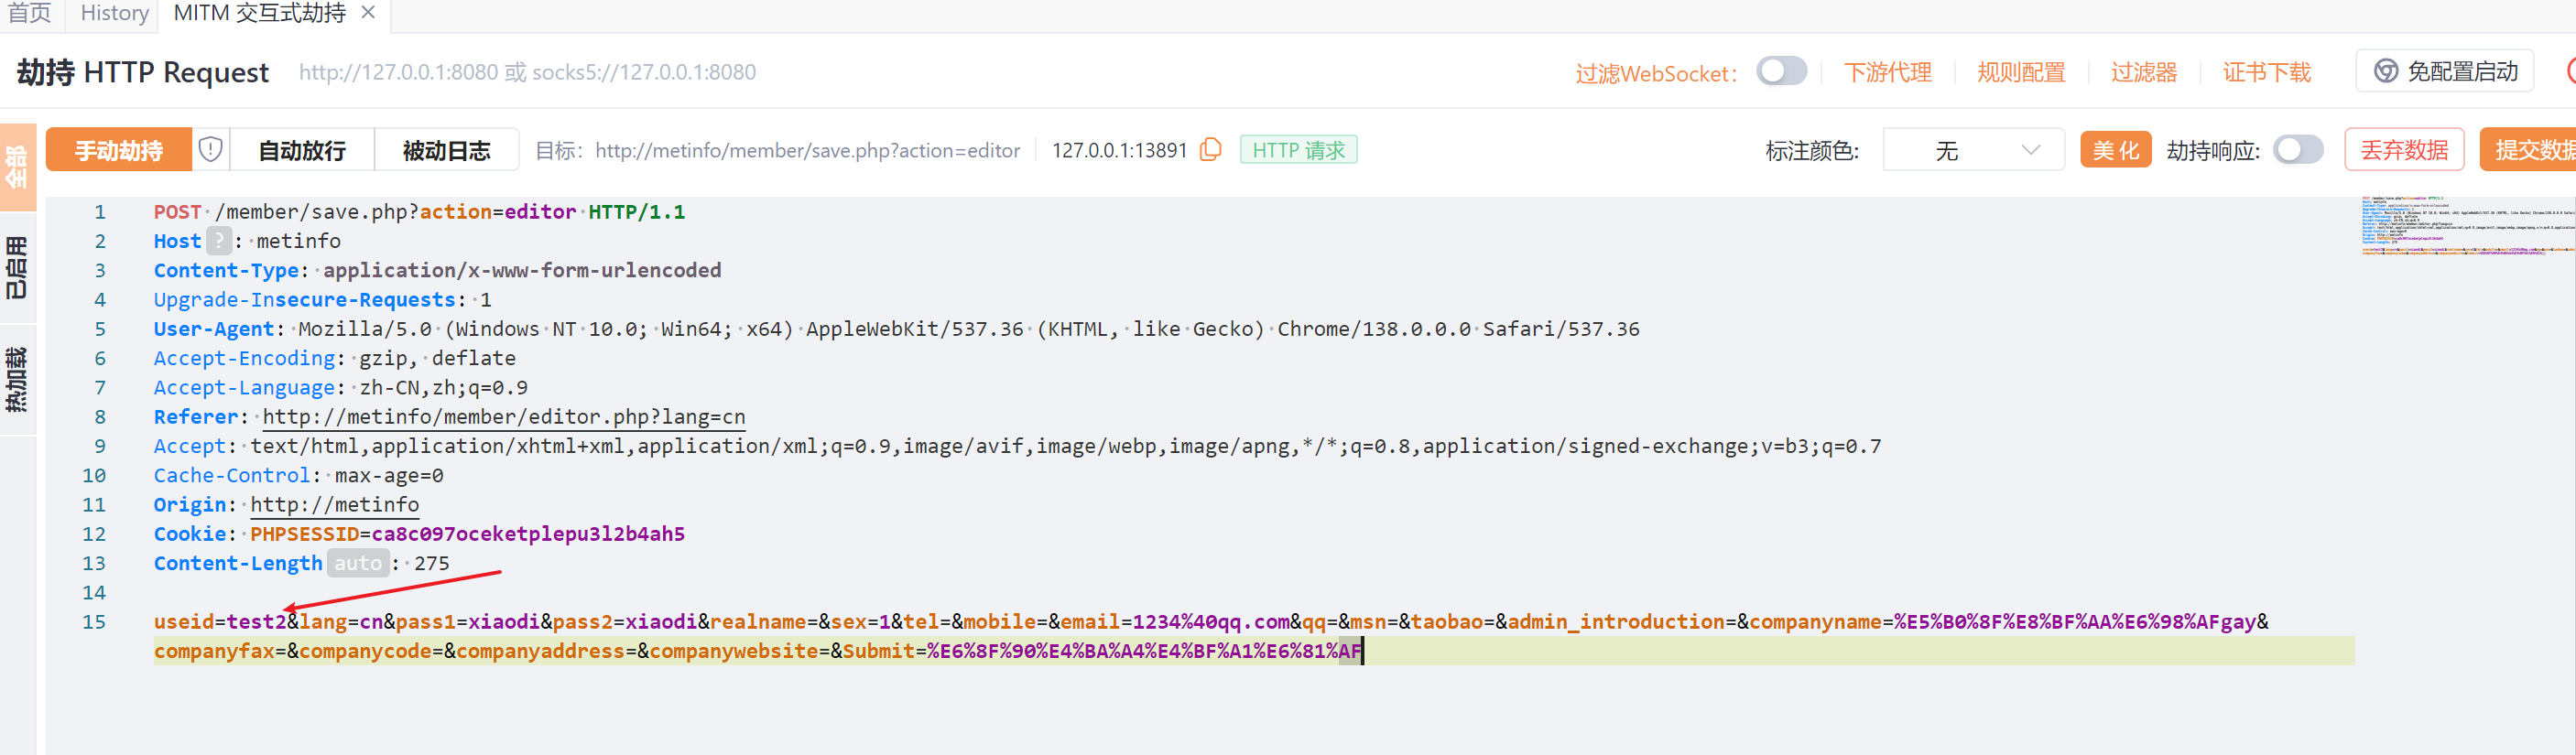 首页 History MITM 交互式劫持 ×
劫持 HTTP Request http://127.0.0.1:8080 或 socks5://127.0.0.1:8080 过滤WebSocket: 下游代理 规则配置 过滤器 证书下载 免配置启动
全部 手动劫持 自动放行 被动日志 目标: http://metinfo/member/save.php?action=editor 127.0.0.1:13891 HTTP 请求 标注颜色: 无 美化 劫持响应: 丢弃数据 提交数据
已启用
热加载
1 POST /member/save.php?action=editor HTTP/1.1
2 Host ? : metinfo
3 Content-Type: application/x-www-form-urlencoded
4 Upgrade-Insecure-Requests: 1
5 User-Agent: Mozilla/5.0 (Windows NT 10.0; Win64; x64) AppleWebKit/537.36 (KHTML, like Gecko) Chrome/138.0.0.0 Safari/537.36
6 Accept-Encoding: gzip, deflate
7 Accept-Language: zh-CN,zh;q=0.9
8 Referer: http://metinfo/member/editor.php?lang=cn
9 Accept: text/html,application/xhtml+xml,application/xml;q=0.9,image/avif,image/webp,image/apng,*/*;q=0.8,application/signed-exchange;v=b3;q=0.7
10 Cache-Control: max-age=0
11 Origin: http://metinfo
12 Cookie: PHPSESSID=ca8c097oceketplepu3l2b4ah5
13 Content-Length auto : 275
14
15 useid=test2&lang=cn&pass1=xiaodi&pass2=xiaodi&realname=&sex=1&tel=&mobile=&email=1234%40qq.com&qq=&msn=&taobao=&admin_introduction=&companyname=%E5%B0%8F%E8%BF%AA%E6%98%AFgay&
companyfax=&companycode=&companyaddress=&companywebsite=&Submit=%E6%8F%90%E4%BA%A4%E4%BF%A1%E6%81%AF